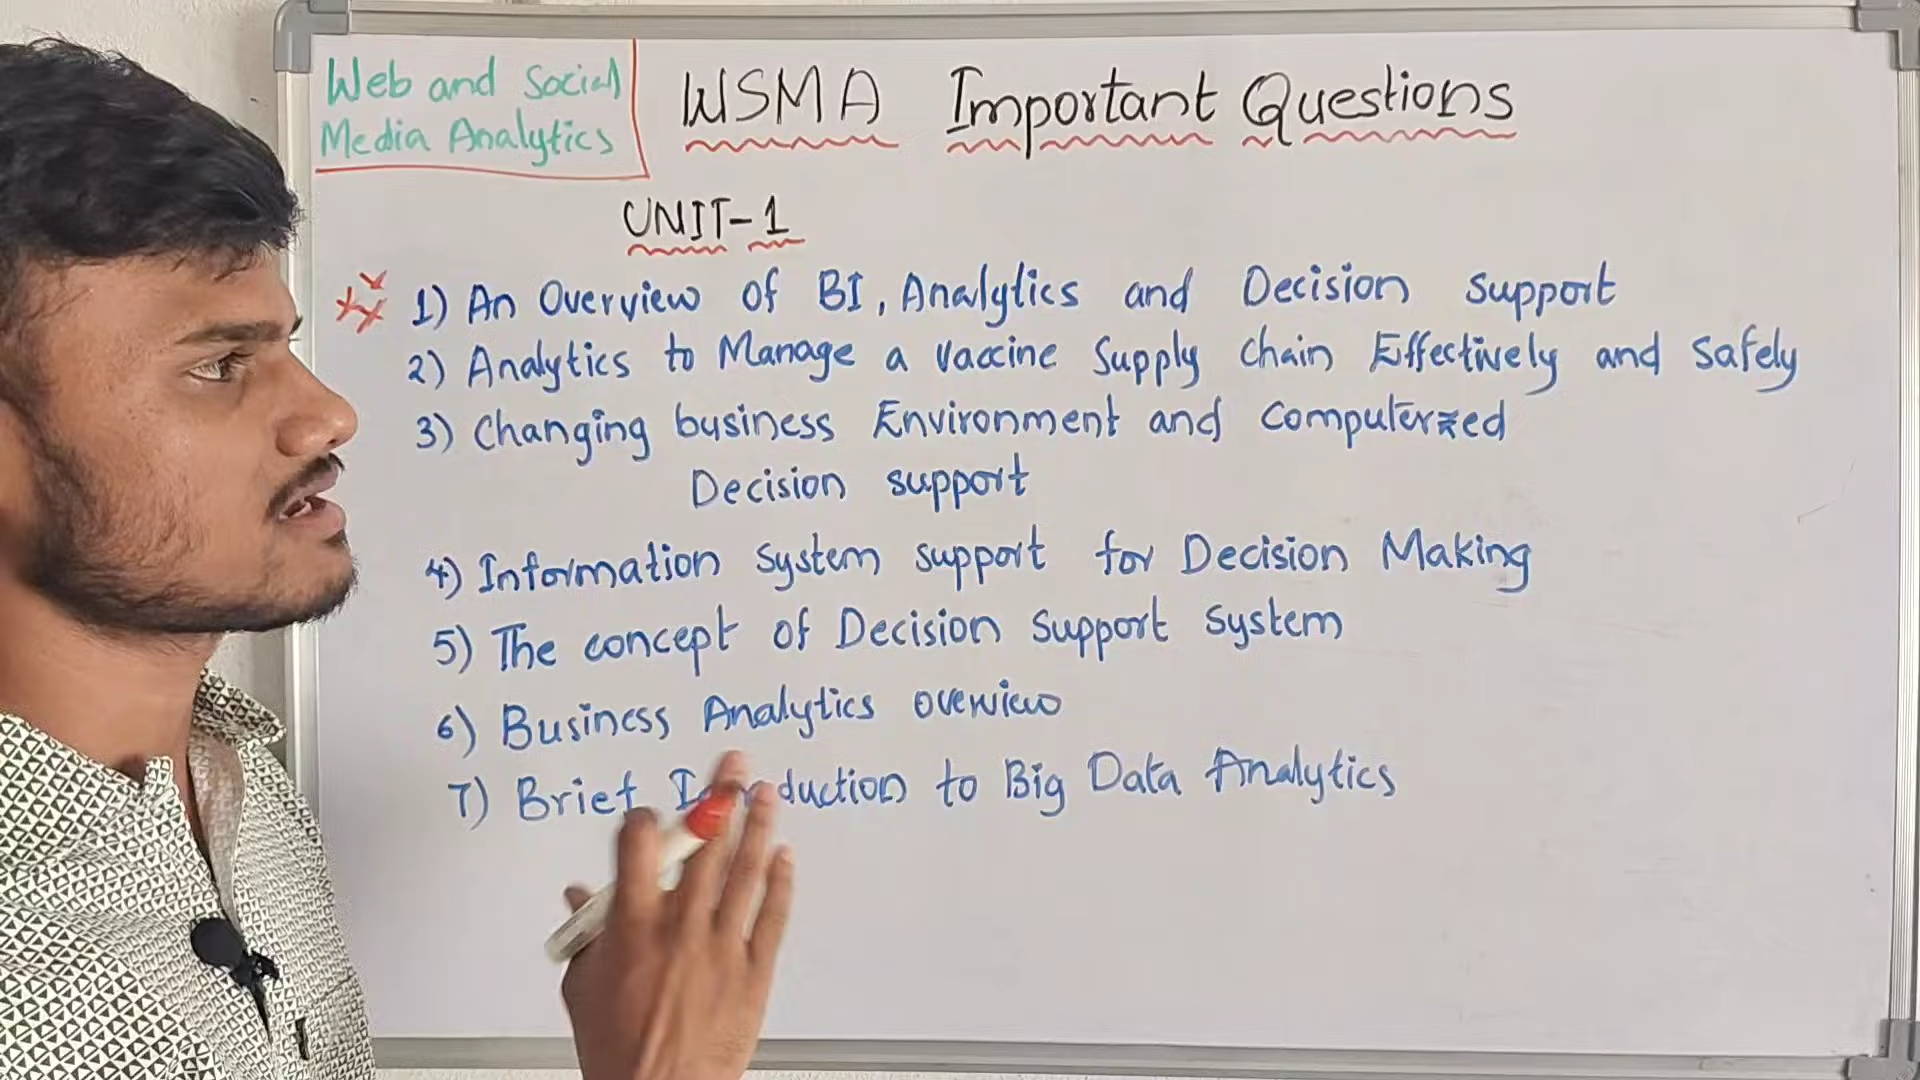 Web and Social
Media Analytics
WSMA Important Questions
UNIT-1
1) An Overview of BI, Analytics and Decision support
2) Analytics to Manage a Vaccine Supply Chain Effectively and Safely
3) Changing business Environment and Computerized
Decision support
4) Information system support for Decision Making
5) The concept of Decision Support System
6) Business Analytics overview
7) Brief to Big Data Analytics